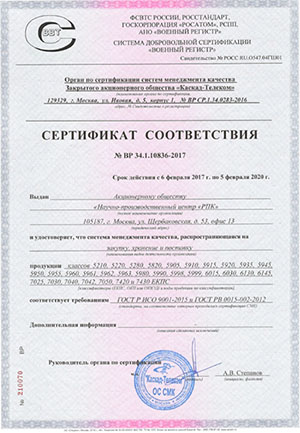 ФСВТС РОССИИ, РОССТАНДАРТ,
ГОСКОРПОРАЦИЯ "РОСАТОМ", РСПП,
АНО «ВОЕННЫЙ РЕГИСТР»
СИСТЕМА ДОБРОВОЛЬНОЙ СЕРТИФИКАЦИИ
«ВОЕННЫЙ РЕГИСТР»
Свидетельство № РОСС RU.
Орган по сертификации систем менеджмента качества
Закрытого акционерного общества «Каскад-Телеком»
129329, г. Москва, ул. Ивовая, д. 5, корпус 1, № ВР СР.1.34.0283-2016
СЕРТИФИКАТ СООТВЕТСТВИЯ
№ ВР 34.1.10836-2017
Действителен с 6 февраля 2017 г. по 5 февраля 2020 г.
Выдан Акционерному обществу
«Научно-производственный центр «РПК»
105187, г. Москва, ул. Щербаковская, д. 53, офис 13
и удостоверяет, что система менеджмента качества, распространяющаяся на
закупку, хранение и поставку
продукции классов 5210, 5220, 5280, 5820, 5905, 5910, 5915, 5920, 5935, 5945,
5950, 5955, 5960, 5961, 5962, 5963, 5980, 5990, 5998, 5999, 6015, 6030, 6130, 6145,
7025, 7030, 7040, 7042, 7050, 7420 и 7430 ЕКПС
соответствует требованиям ГОСТ Р ИСО 9001-2015 и ГОСТ РВ 0015-002-2012
Дополнительная информация
Руководитель органа по сертификации
А.В. Степанов
«Каскад-Телеком»
ОС СМК
ВР
№ 210070